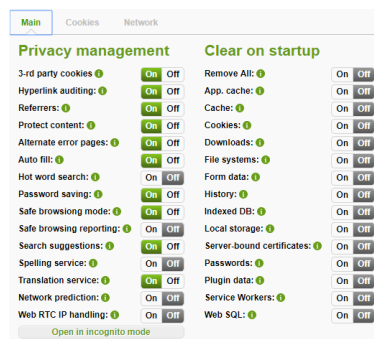 Main Cookies Network
Privacy management Clear on startup
3-rd party cookies On Off Remove All: On Off
Hyperlink auditing: On Off App. cache: On Off
Referrers: On Off Cache: On Off
Protect content: On Off Cookies: On Off
Alternate error pages: On Off Downloads: On Off
Auto fill: On Off File systems: On Off
Hot word search: On Off Form data: On Off
Password saving: On Off History: On Off
Safe browsiong mode: On Off Indexed DB: On Off
Safe browsing reporting: On Off Local storage: On Off
Search suggestions: On Off Server-bound certificates: On Off
Spelling service: On Off Passwords: On Off
Translation service: On Off Plugin data: On Off
Network prediction: On Off Service Workers: On Off
Web RTC IP handling: On Off Web SQL: On Off
Open in incognito mode